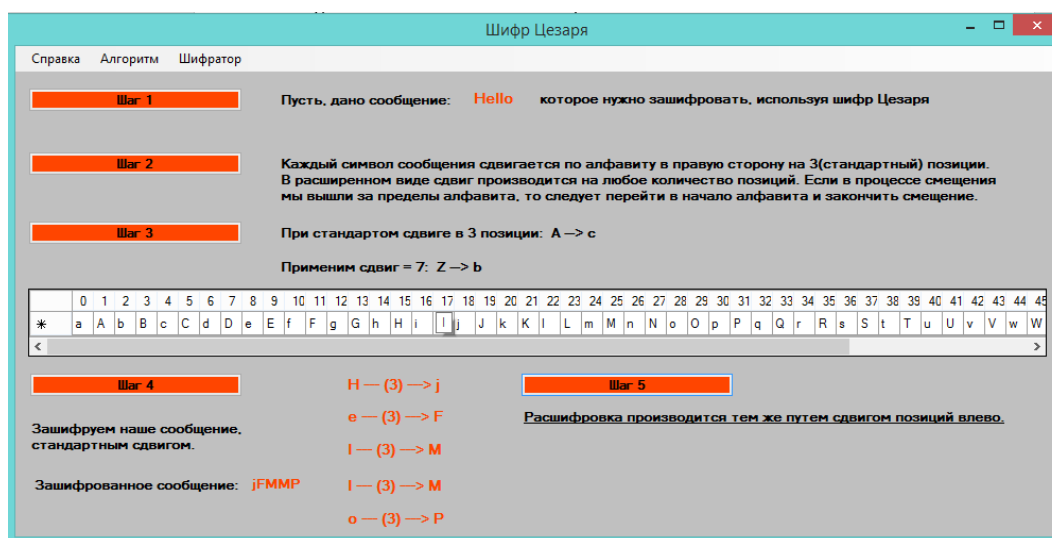 Шифр Цезаря
Справка Алгоритм Шифратор
Шаг 1 Пусть, дано сообщение: Hello которое нужно зашифровать, используя шифр Цезаря
Шаг 2 Каждый символ сообщения сдвигается по алфавиту в правую сторону на 3(стандартный) позиции.
В расширенном виде сдвиг производится на любое количество позиций. Если в процессе смещения
мы вышли за пределы алфавита, то следует перейти в начало алфавита и закончить смещение.
Шаг 3 При стандартом сдвиге в 3 позиции: A —> c
Применим сдвиг = 7: Z —> b
0 1 2 3 4 5 6 7 8 9 10 11 12 13 14 15 16 17 18 19 20 21 22 23 24 25 26 27 28 29 30 31 32 33 34 35 36 37 38 39 40 41 42 43 44 45
* a A b B c C d D e E f F g G h H i I j J k K l L m M n N o O p P q Q r R s S t T u U v V w W
Шаг 4
H — (3) —> j
Шаг 5
e — (3) —> F
Расшифровка производится тем же путем сдвигом позиций влево.
Зашифруем наше сообщение,
стандартным сдвигом.
l — (3) —> M
Зашифрованное сообщение: jFMMP
l — (3) —> M
o — (3) —> P